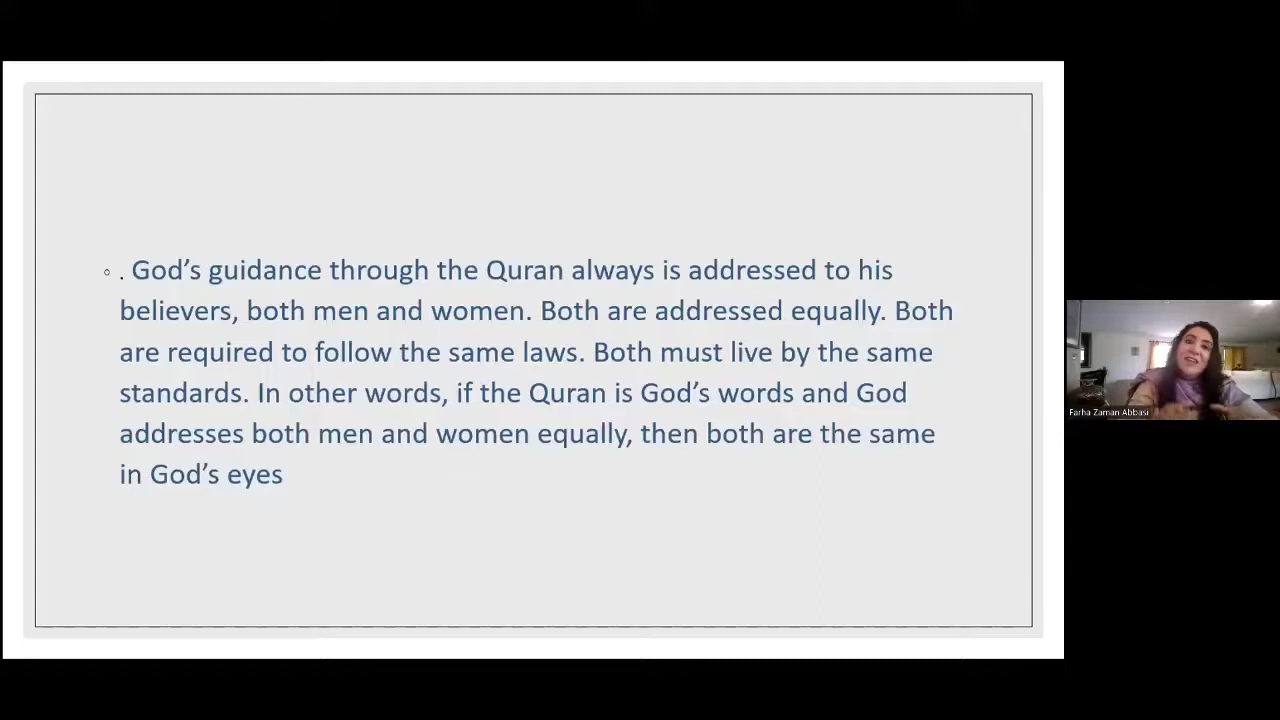 ◦ . God’s guidance through the Quran always is addressed to his
believers, both men and women. Both are addressed equally. Both
are required to follow the same laws. Both must live by the same
standards. In other words, if the Quran is God’s words and God
addresses both men and women equally, then both are the same
in God’s eyes
Farha Zaman Abbasi